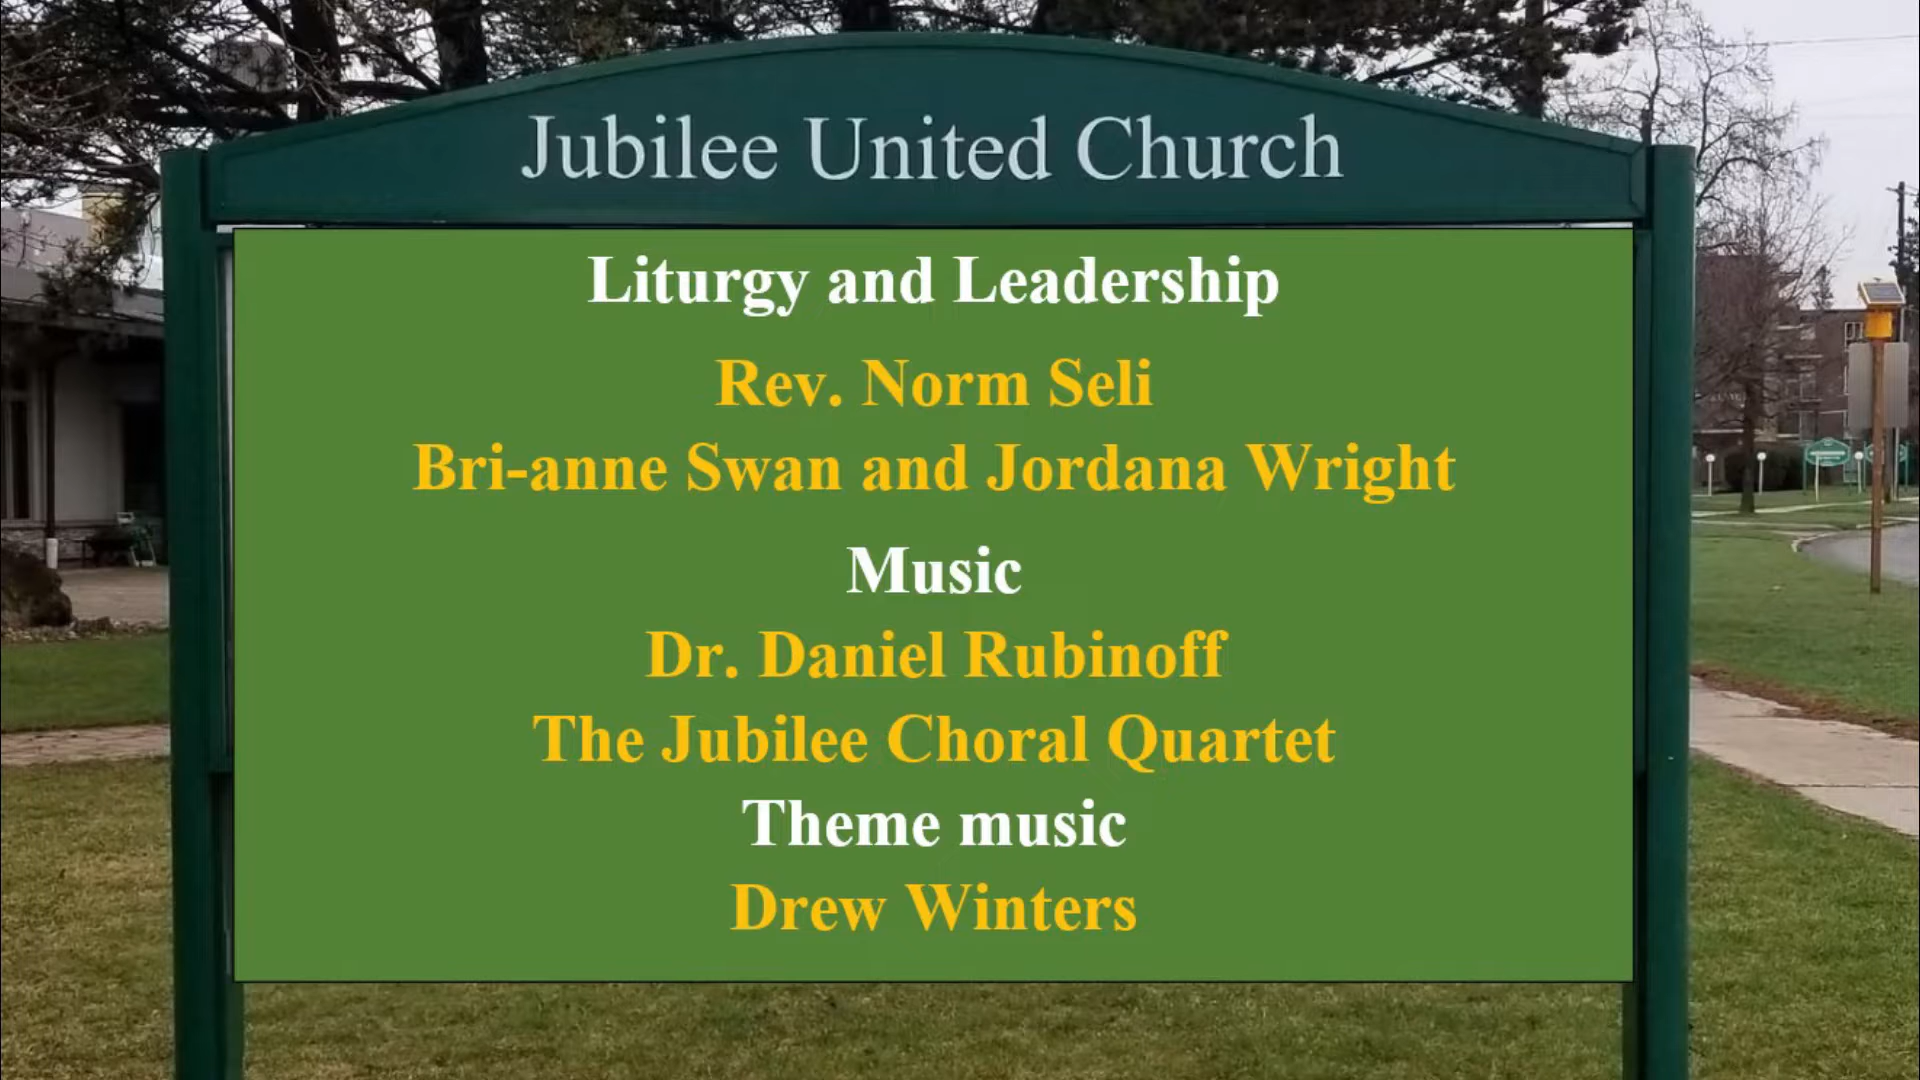 Jubilee United Church
Liturgy and Leadership
Rev. Norm Seli
Bri-anne Swan and Jordana Wright
Music
Dr. Daniel Rubinoff
The Jubilee Choral Quartet
Theme music
Drew Winters